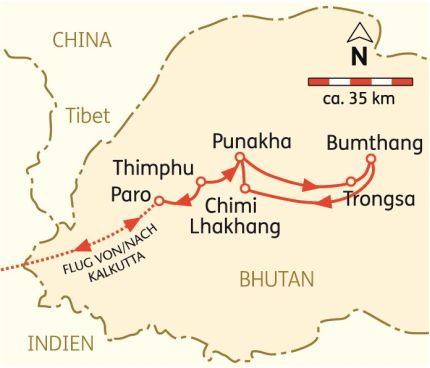 CHINA
N
Tibet
ca. 35 km
Punakha
Bumthang
Thimphu
Paro
Chimi
Lhakhang
Trongsa
FLUG VON/NACH
KALKUTTA
BHUTAN
INDIEN